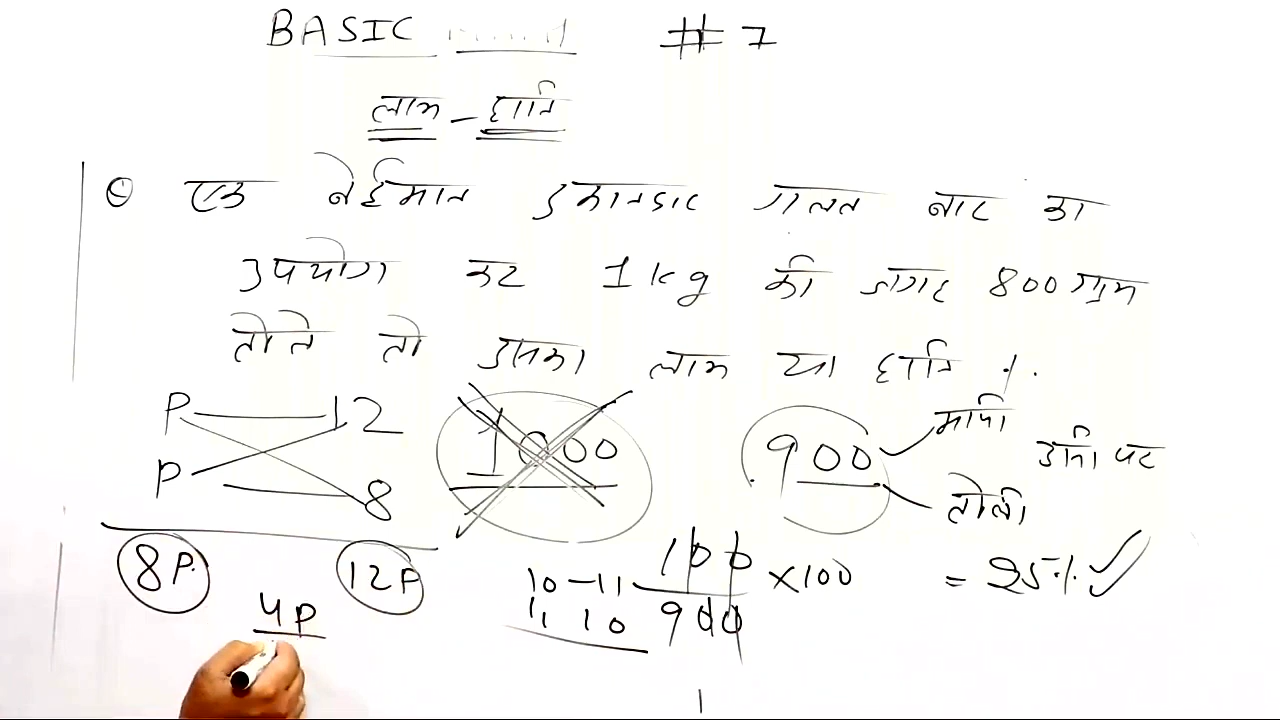 BASIC # 7
लाभ - हानि
एक बेईमान दुकानदार गलत बाट का
उपयोग कर 1 kg की जगह 800 ग्राम
तोले तो उसका लाभ या हानि %.
P 12
P 8
8P. 12P
4P
1000
900 मापी
तोली
उसी पर
10 - 11
11 10
100
900
×100 = 25%